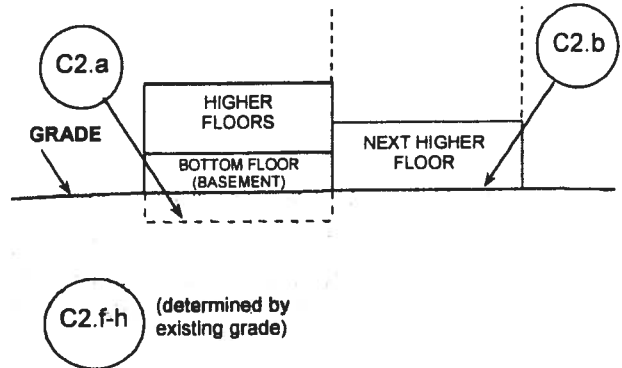 C2.a
C2.b
HIGHER
FLOORS
GRADE
NEXT HIGHER
FLOOR
BOTTOM FLOOR
(BASEMENT)
C2.f-h
(determined by
existing grade)